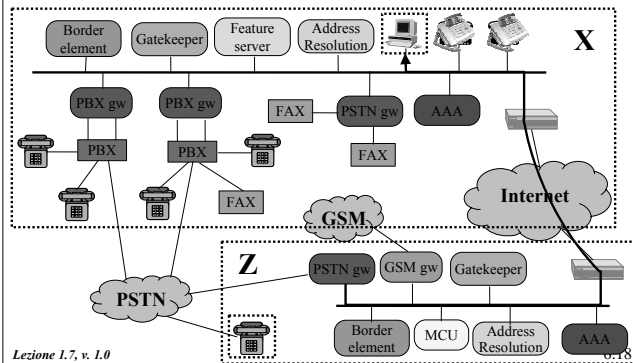 Border
element
Gatekeeper
Feature
server
Address
Resolution
X
PBX gw
PBX gw
FAX
PSTN gw
AAA
PBX
PBX
FAX
FAX
Internet
GSM
Z
PSTN gw
GSM gw
Gatekeeper
PSTN
Border
element
MCU
Address
Resolution
AAA
Lezione 1.7, v. 1.0